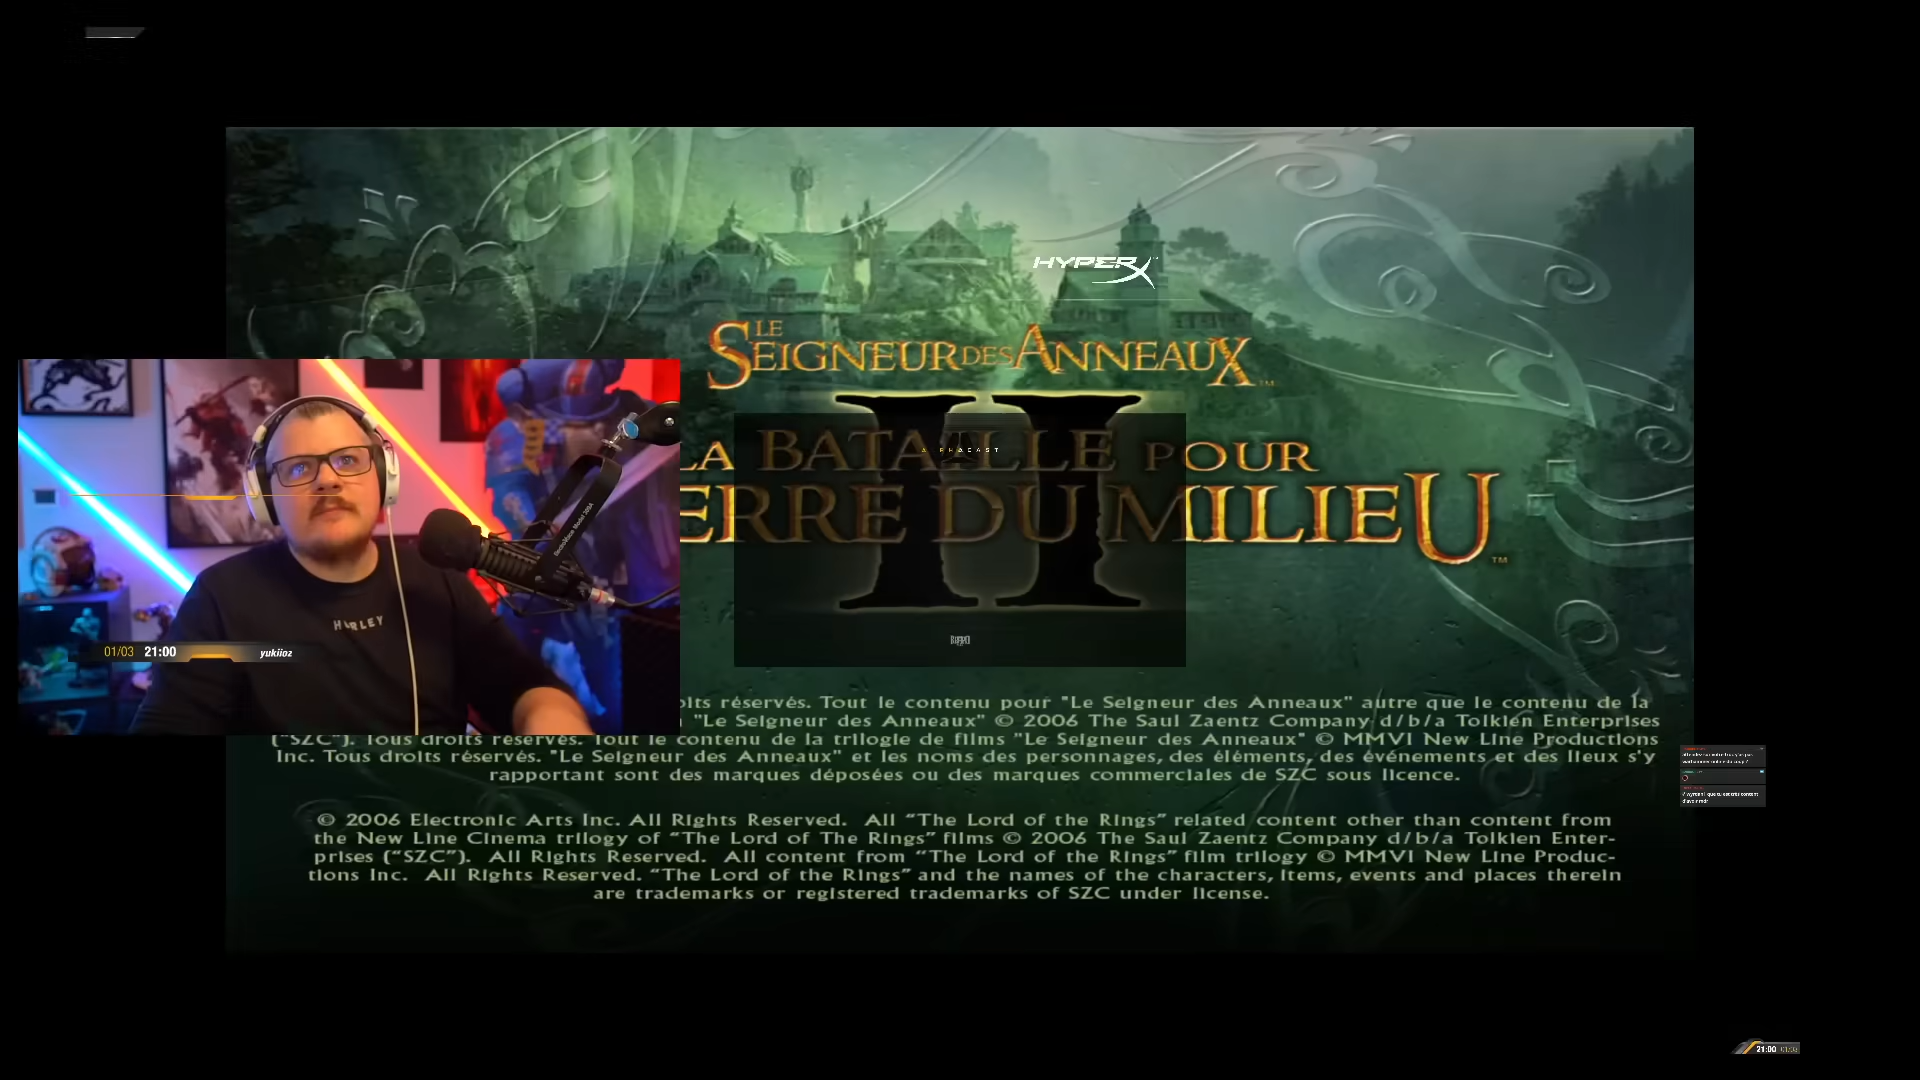 HYPERX
LE
SEIGNEUR DES ANNEAUX™
II
LA BATAILLE POUR
ERRE DU MILIEU™
HURLEY
01/03 21:00 yukiioz
réservés. Tout le contenu pour "Le Seigneur des Anneaux" autre que le contenu de la
"Le Seigneur des Anneaux" © 2006 The Saul Zaentz Company d/b/a Tolkien Enterprises
("SZC"). Tous droits réservés. Tout le contenu de la trilogie de films "Le Seigneur des Anneaux" © MMVI New Line Productions
Inc. Tous droits réservés. "Le Seigneur des Anneaux" et les noms des personnages, des éléments, des événements et des lieux s'y
rapportant sont des marques déposées ou des marques commerciales de SZC sous licence.
© 2006 Electronic Arts Inc. All Rights Reserved. All “The Lord of the Rings” related content other than content from
the New Line Cinema trilogy of “The Lord of The Rings” films © 2006 The Saul Zaentz Company d/b/a Tolkien Enter-
prises (“SZC”). All Rights Reserved. All content from “The Lord of the Rings” film trilogy © MMVI New Line Produc-
tions Inc. All Rights Reserved. “The Lord of the Rings” and the names of the characters, items, events and places therein
are trademarks or registered trademarks of SZC under license.
21:00 01/03